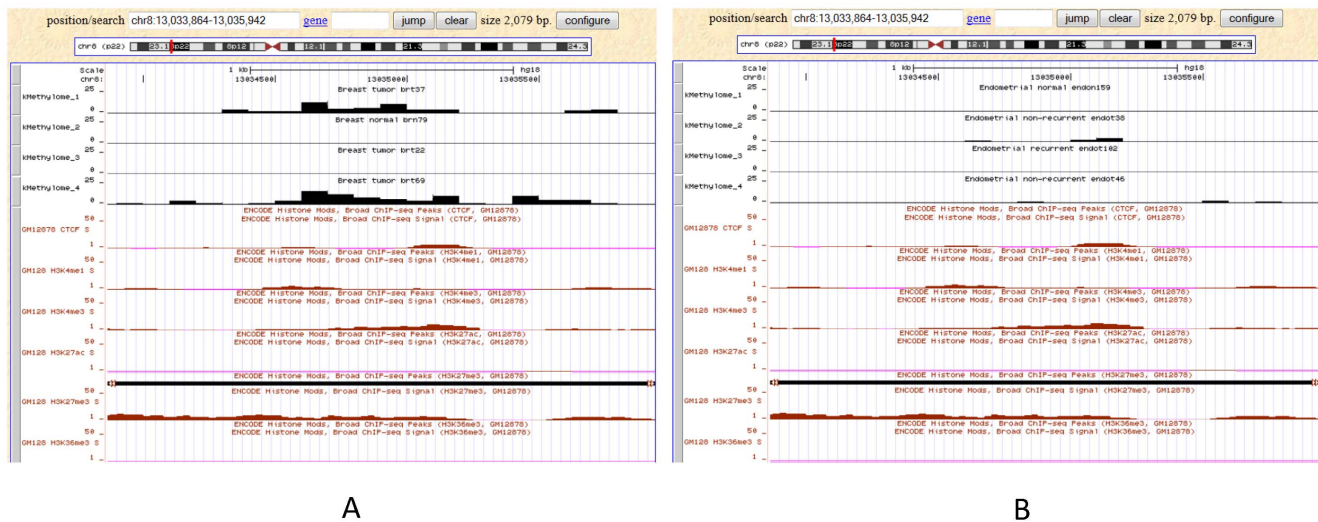 position/search chr8:13,033,864-13,035,942 gene jump clear size 2,079 bp. configure
chr8 (p22) 23.1 p22 8p12 12.1 21.3 24.3
Scale 1 kb hg18
chr8: 13034500 13035000 13035500
Breast tumor brt37
kMethylome_1 25 0
Breast normal brn79
kMethylome_2 25 0
Breast tumor brt22
kMethylome_3 25 0
Breast tumor brt69
kMethylome_4 25 0
ENCODE Histone Mods, Broad ChIP-seq Peaks (CTCF, GM12878)
ENCODE Histone Mods, Broad ChIP-seq Signal (CTCF, GM12878)
GM12878 CTCF S 50 1
ENCODE Histone Mods, Broad ChIP-seq Peaks (H3K4me1, GM12878)
ENCODE Histone Mods, Broad ChIP-seq Signal (H3K4me1, GM12878)
GM128 H3K4me1 S 50 1
ENCODE Histone Mods, Broad ChIP-seq Peaks (H3K4me3, GM12878)
ENCODE Histone Mods, Broad ChIP-seq Signal (H3K4me3, GM12878)
GM128 H3K4me3 S 50 1
ENCODE Histone Mods, Broad ChIP-seq Peaks (H3K27ac, GM12878)
ENCODE Histone Mods, Broad ChIP-seq Signal (H3K27ac, GM12878)
GM128 H3K27ac S 50 1
ENCODE Histone Mods, Broad ChIP-seq Peaks (H3K27me3, GM12878)
ENCODE Histone Mods, Broad ChIP-seq Signal (H3K27me3, GM12878)
GM128 H3K27me3 S 50 1
ENCODE Histone Mods, Broad ChIP-seq Peaks (H3K36me3, GM12878)
ENCODE Histone Mods, Broad ChIP-seq Signal (H3K36me3, GM12878)
GM128 H3K36me3 S 50 1
A
position/search chr8:13,033,864-13,035,942 gene jump clear size 2,079 bp. configure
chr8 (p22) 23.1 p22 8p12 12.1 21.3 24.3
Scale 1 kb hg18
chr8: 13034500 13035000 13035500
Endometrial normal endon159
kMethylome_1 25 0
Endometrial non-recurrent endot38
kMethylome_2 25 0
Endometrial recurrent endot102
kMethylome_3 25 0
Endometrial non-recurrent endot46
kMethylome_4 25 0
ENCODE Histone Mods, Broad ChIP-seq Peaks (CTCF, GM12878)
ENCODE Histone Mods, Broad ChIP-seq Signal (CTCF, GM12878)
GM12878 CTCF S 50 1
ENCODE Histone Mods, Broad ChIP-seq Peaks (H3K4me1, GM12878)
ENCODE Histone Mods, Broad ChIP-seq Signal (H3K4me1, GM12878)
GM128 H3K4me1 S 50 1
ENCODE Histone Mods, Broad ChIP-seq Peaks (H3K4me3, GM12878)
ENCODE Histone Mods, Broad ChIP-seq Signal (H3K4me3, GM12878)
GM128 H3K4me3 S 50 1
ENCODE Histone Mods, Broad ChIP-seq Peaks (H3K27ac, GM12878)
ENCODE Histone Mods, Broad ChIP-seq Signal (H3K27ac, GM12878)
GM128 H3K27ac S 50 1
ENCODE Histone Mods, Broad ChIP-seq Peaks (H3K27me3, GM12878)
ENCODE Histone Mods, Broad ChIP-seq Signal (H3K27me3, GM12878)
GM128 H3K27me3 S 50 1
ENCODE Histone Mods, Broad ChIP-seq Peaks (H3K36me3, GM12878)
ENCODE Histone Mods, Broad ChIP-seq Signal (H3K36me3, GM12878)
GM128 H3K36me3 S 50 1
B